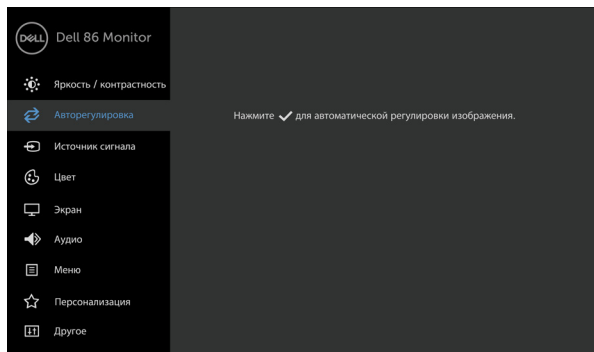 DELL
Dell 86 Monitor
Яркость / контрастность
Авторегулировка
Нажмите ✓ для автоматической регулировки изображения.
Источник сигнала
Цвет
Экран
Аудио
Меню
Персонализация
Другое